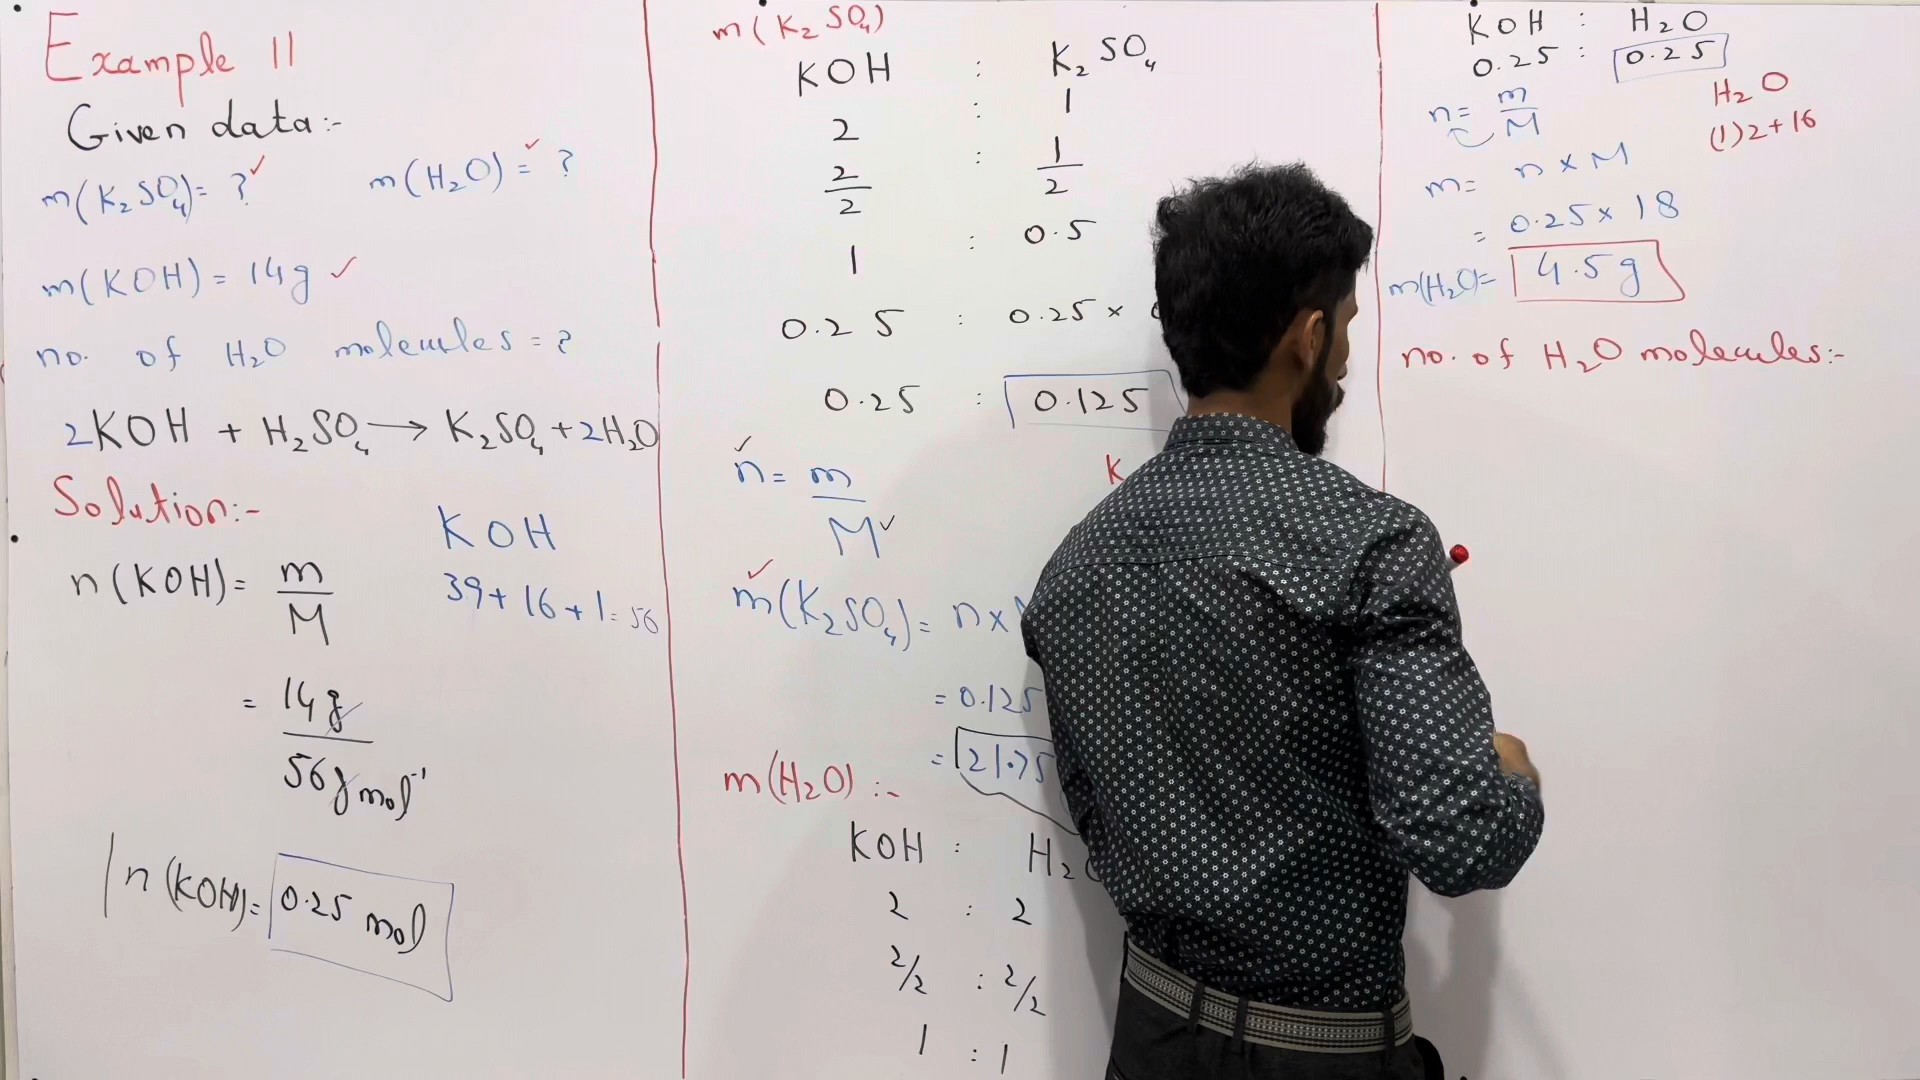 Example 11
Given data:-
m(K₂SO₄)= ?✓ m(H₂O)=✓ ?
m(KOH) = 14g ✓
no. of H₂O molecules = ?
2KOH + H₂SO₄ → K₂SO₄ + 2H₂O
Solution:-
KOH
39 + 16 + 1 = 56
n(KOH) = m/M
= 14g / 56g mol⁻¹
n(KOH) = 0.25 mol
m(K₂SO₄)
KOH : K₂SO₄
2 : 1
2/2 : 1/2
1 : 0.5
0.25 : 0.25 ×
0.25 : 0.125
✓n = m/M✓
K
✓m(K₂SO₄) = n ×
= 0.125
= 21.75
m(H₂O) :-
KOH : H₂
2 : 2
2/2 : 2/2
1 : 1
KOH : H₂O
0.25 : 0.25
H₂O
(1)2+16
n = m/M
m = n × M
= 0.25 × 18
m(H₂O)= 4.5g
no. of H₂O molecules:-